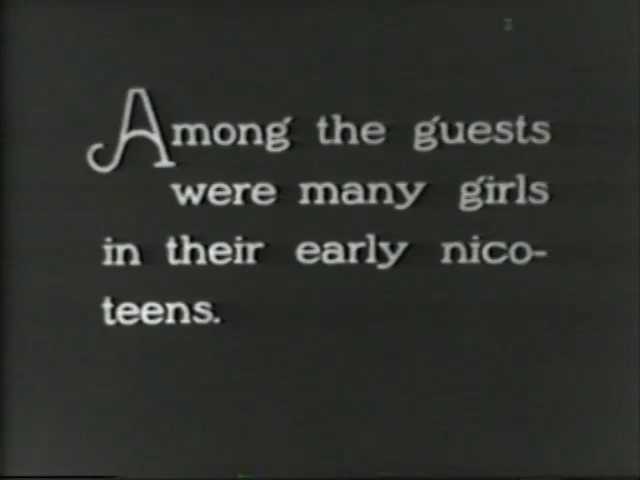 Among the guests
were many girls
in their early nico-
teens.